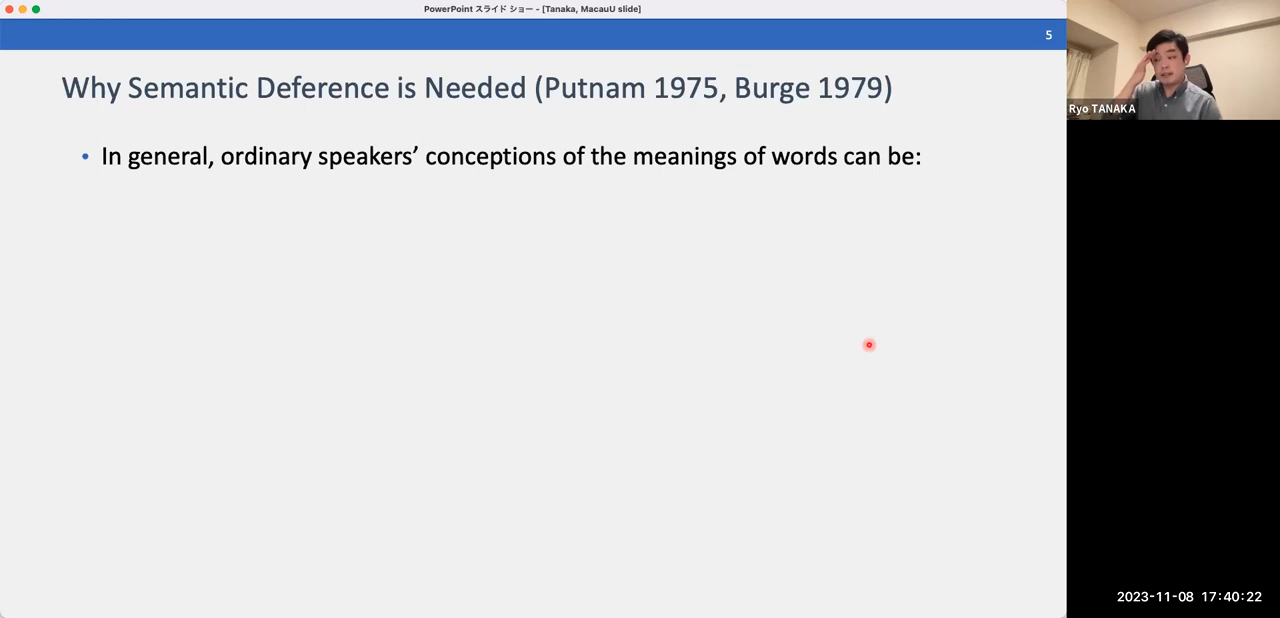 PowerPoint スライド ショー - [Tanaka, MacauU slide]
5
Why Semantic Deference is Needed (Putnam 1975, Burge 1979)
• In general, ordinary speakers’ conceptions of the meanings of words can be:
Ryo TANAKA
2023-11-08 17:40:22